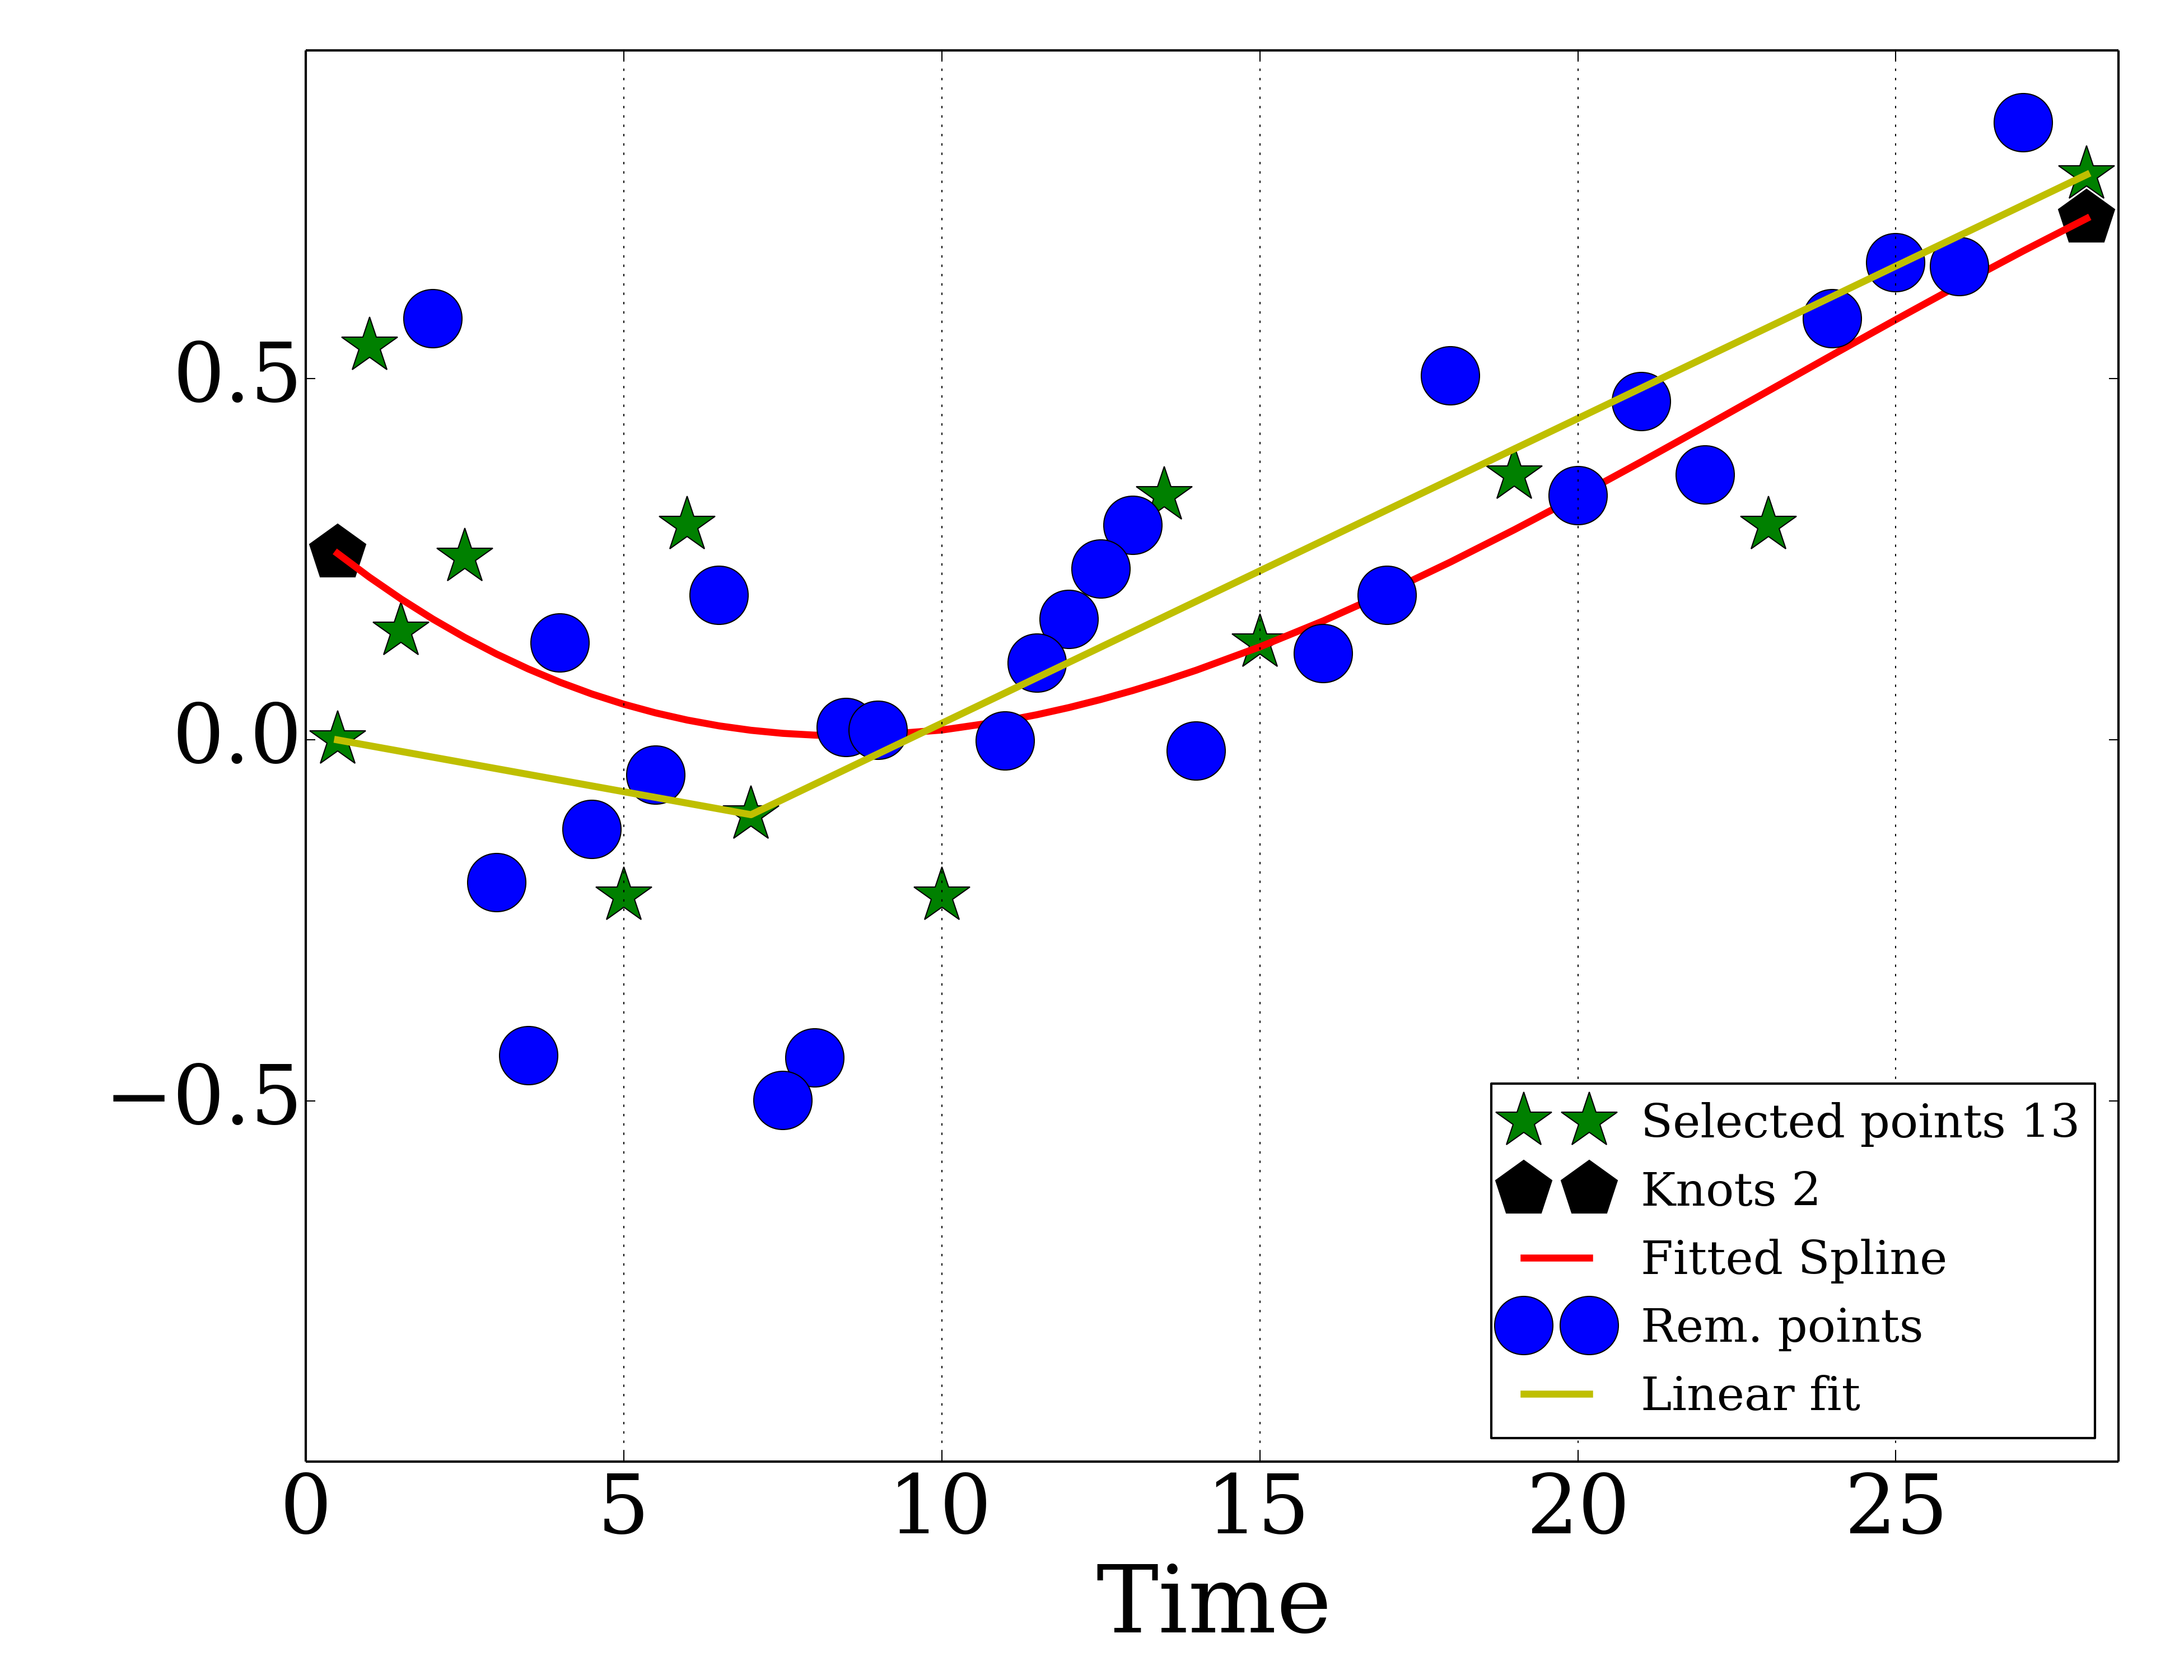 0.5
0.0
−0.5
Selected points 13
Knots 2
Fitted Spline
Rem. points
Linear fit
0 5 10 15 20 25
Time